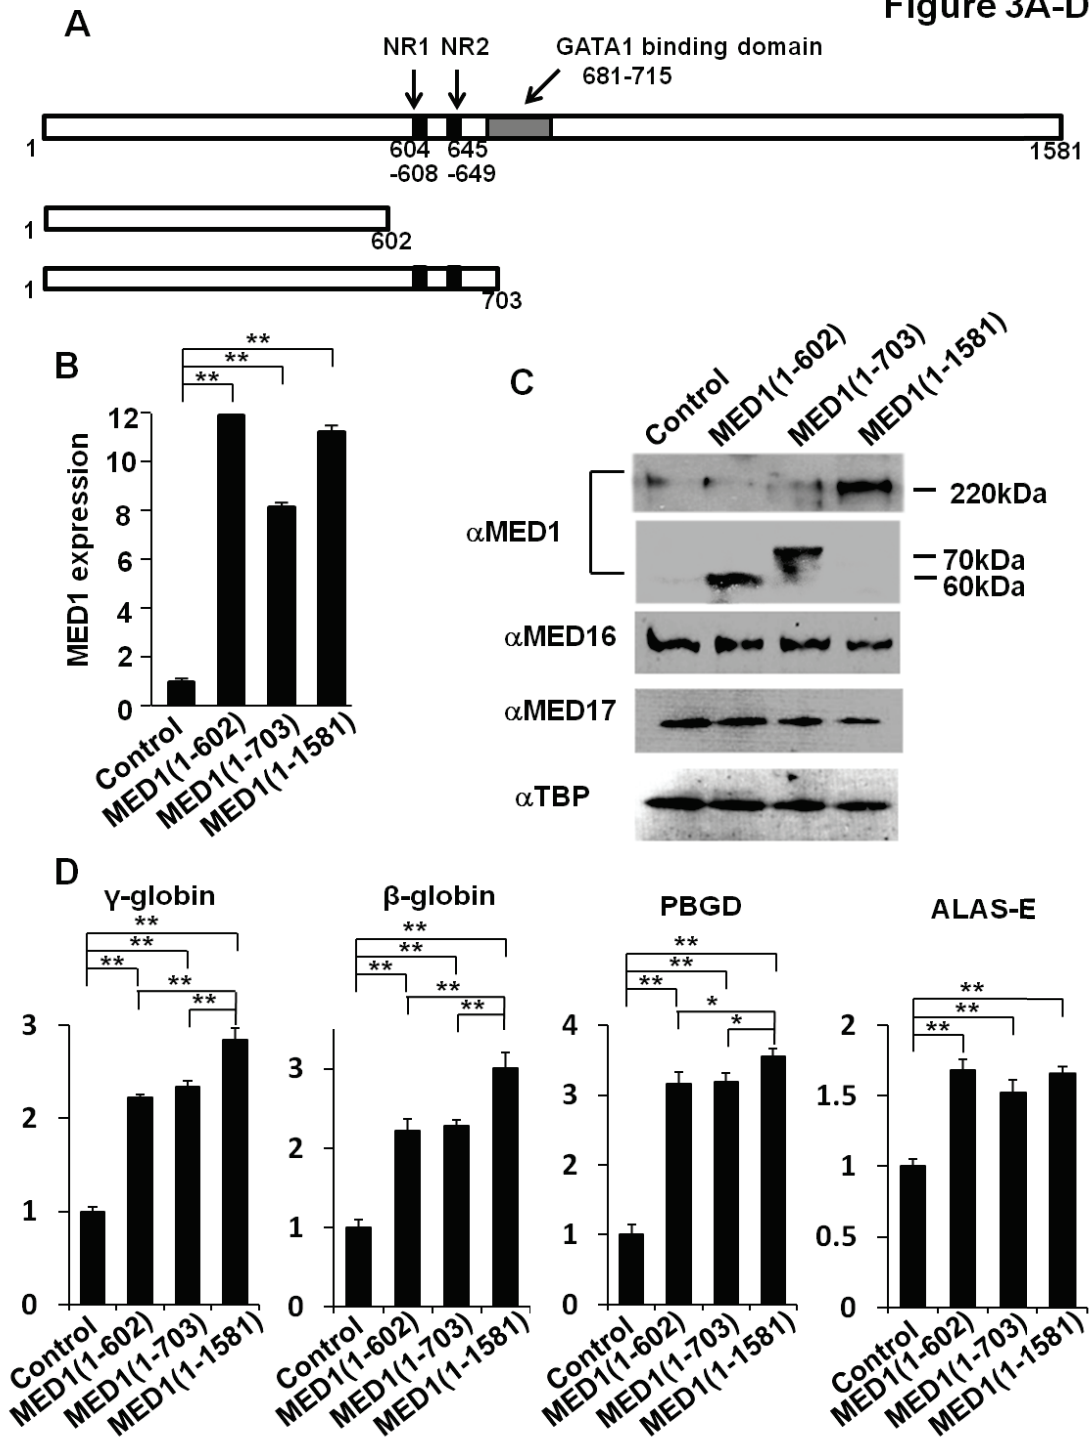 Figure 3A-D
A
NR1 NR2 GATA1 binding domain
681-715
1 604 645 1581
-608 -649
1 602
1 703
B
**
**
**
MED1 expression
12
10
8
6
4
2
0
Control
MED1(1-602)
MED1(1-703)
MED1(1-1581)
C
Control
MED1(1-602)
MED1(1-703)
MED1(1-1581)
αMED1
220kDa
70kDa
60kDa
αMED16
αMED17
αTBP
D
γ-globin
**
**
**
**
**
3
2
1
0
Control
MED1(1-602)
MED1(1-703)
MED1(1-1581)
β-globin
**
**
**
**
**
3
2
1
0
Control
MED1(1-602)
MED1(1-703)
MED1(1-1581)
PBGD
**
**
**
*
*
4
3
2
1
0
Control
MED1(1-602)
MED1(1-703)
MED1(1-1581)
ALAS-E
**
**
**
2
1.5
1
0.5
0
Control
MED1(1-602)
MED1(1-703)
MED1(1-1581)